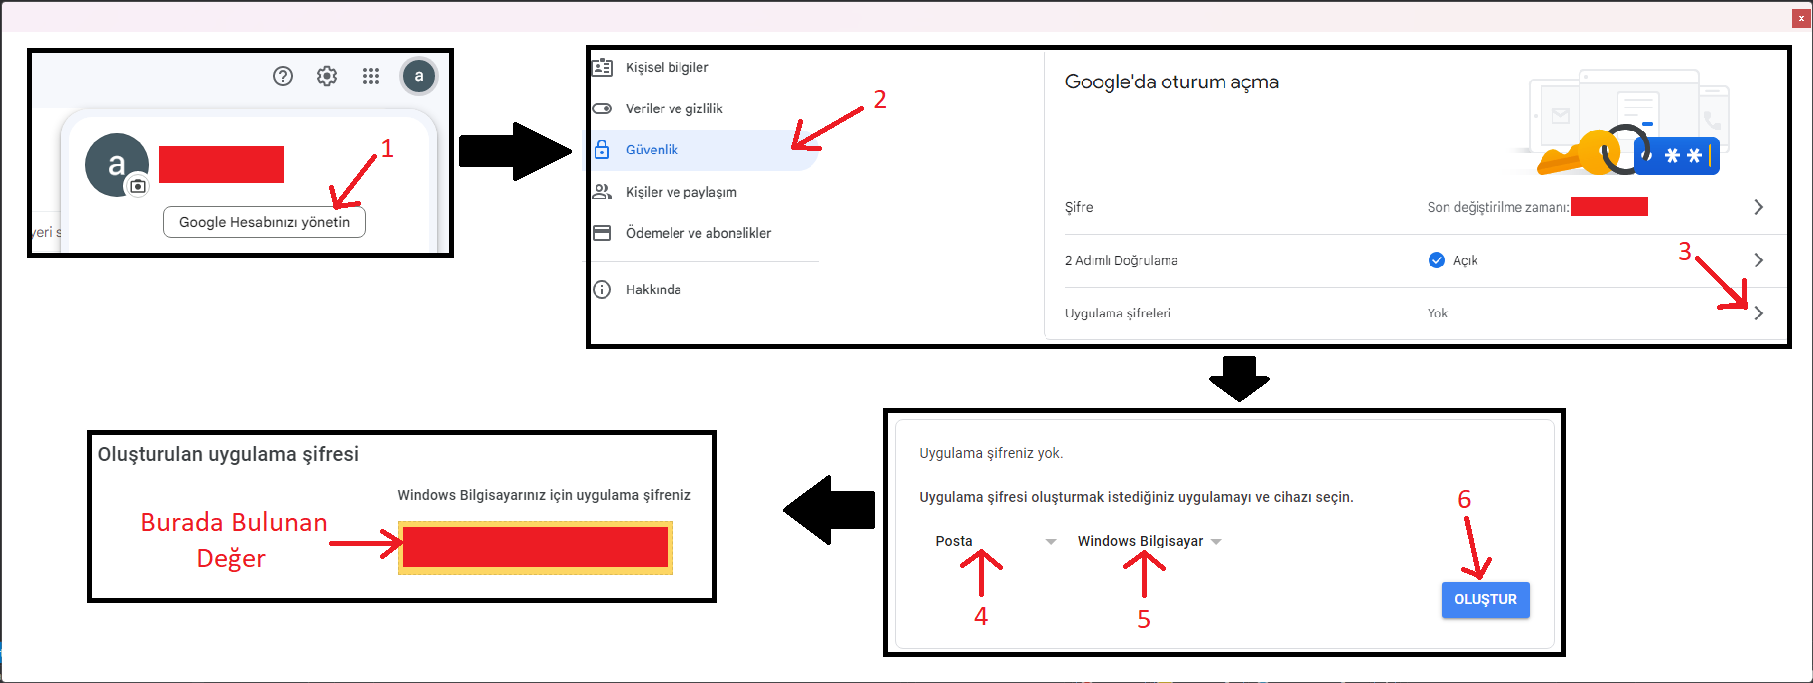 x
a
a
1
Google Hesabınızı yönetin
yeri s
Kişisel bilgiler
Veriler ve gizlilik
2
Güvenlik
Kişiler ve paylaşım
Ödemeler ve abonelikler
Hakkında
Google'da oturum açma
**
Şifre
Son değiştirilme zamanı:
2 Adımlı Doğrulama
Açık
3
Uygulama şifreleri
Yok
Uygulama şifreniz yok.
Uygulama şifresi oluşturmak istediğiniz uygulamayı ve cihazı seçin.
Posta
Windows Bilgisayar
4
5
6
OLUŞTUR
Oluşturulan uygulama şifresi
Windows Bilgisayarınız için uygulama şifreniz
Burada Bulunan
Değer